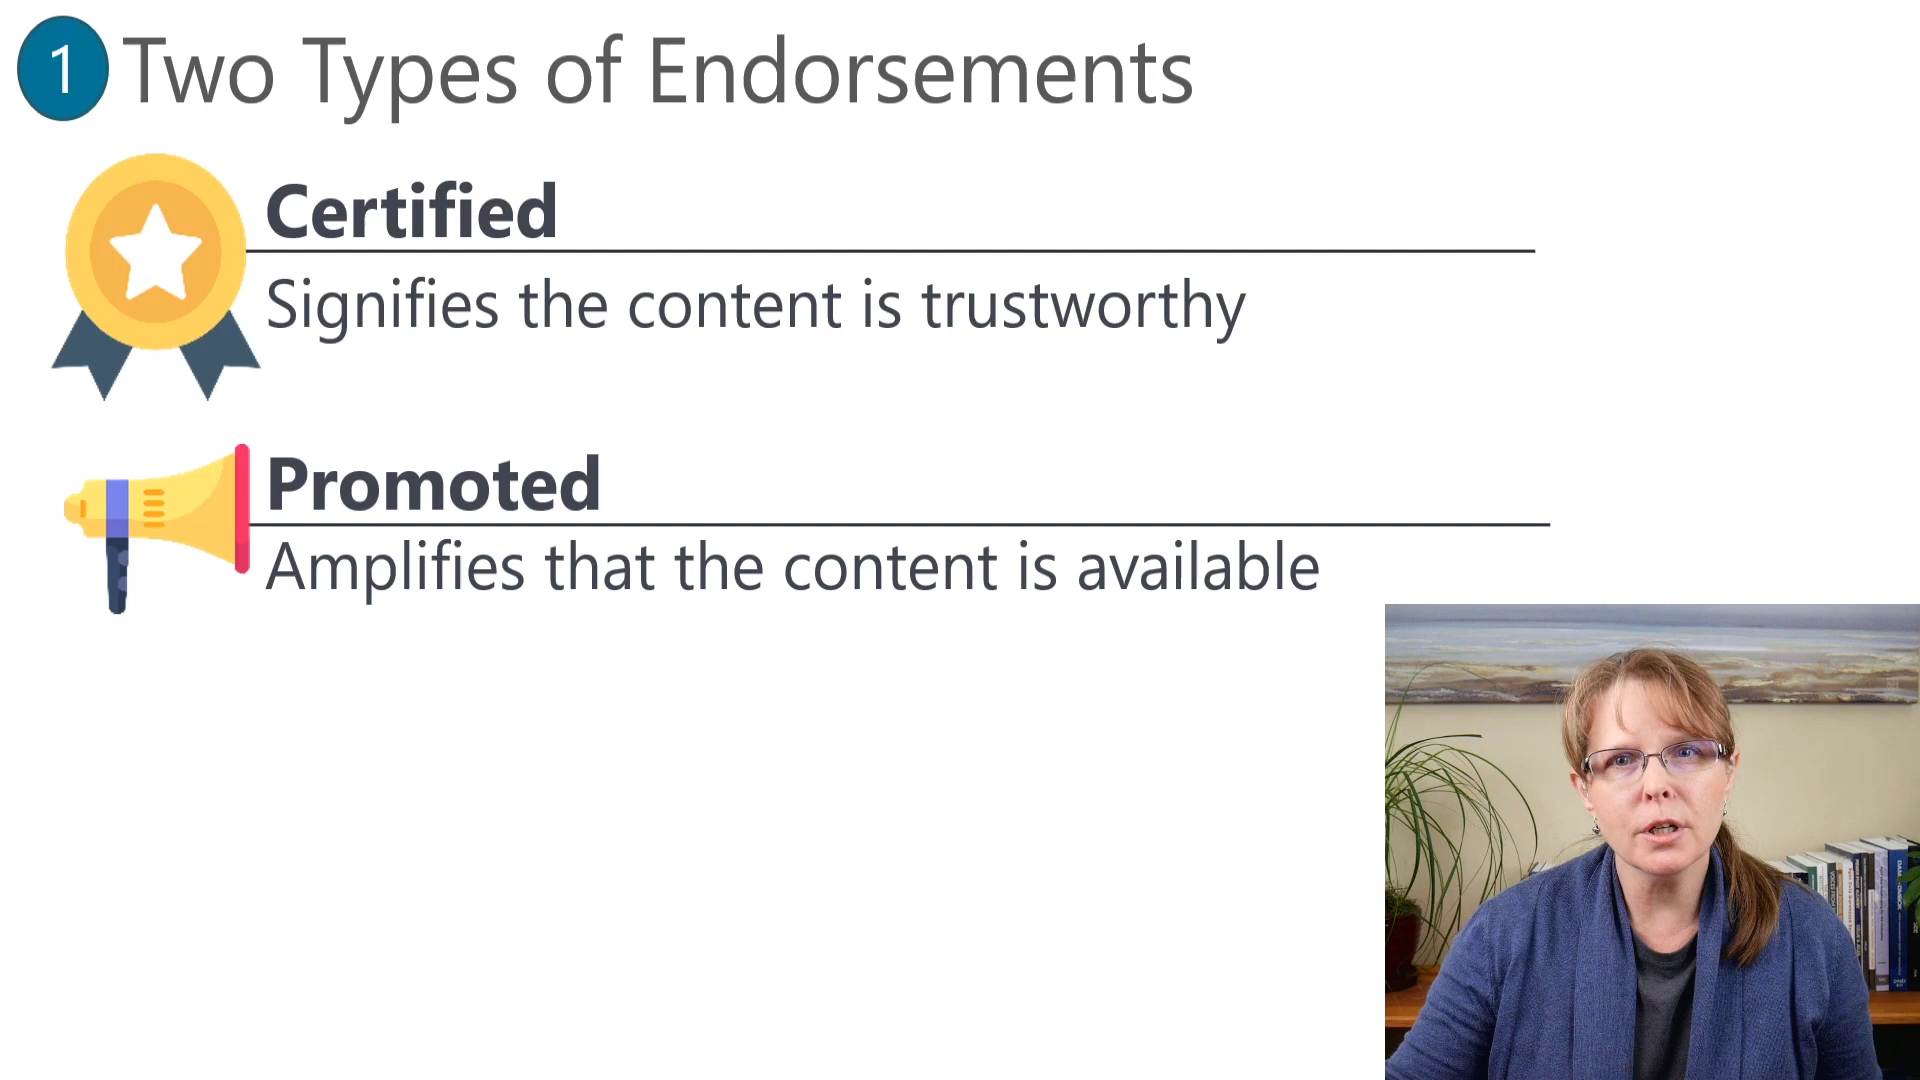 1 Two Types of Endorsements
Certified
Signifies the content is trustworthy
Promoted
Amplifies that the content is available